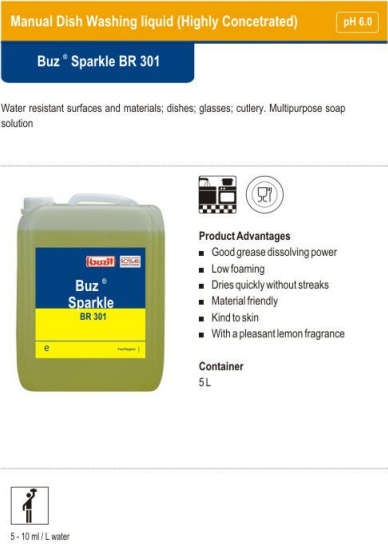 Manual Dish Washing liquid (Highly Concetrated)
pH 6.0
Buz ® Sparkle BR 301
Water resistant surfaces and materials; dishes; glasses; cutlery. Multipurpose soap
solution
buzil
Buz ®
Sparkle
BR 301
e
Product Advantages
■ Good grease dissolving power
■ Low foaming
■ Dries quickly without streaks
■ Material friendly
■ Kind to skin
■ With a pleasant lemon fragrance
Container
5 L
5 - 10 ml / L water